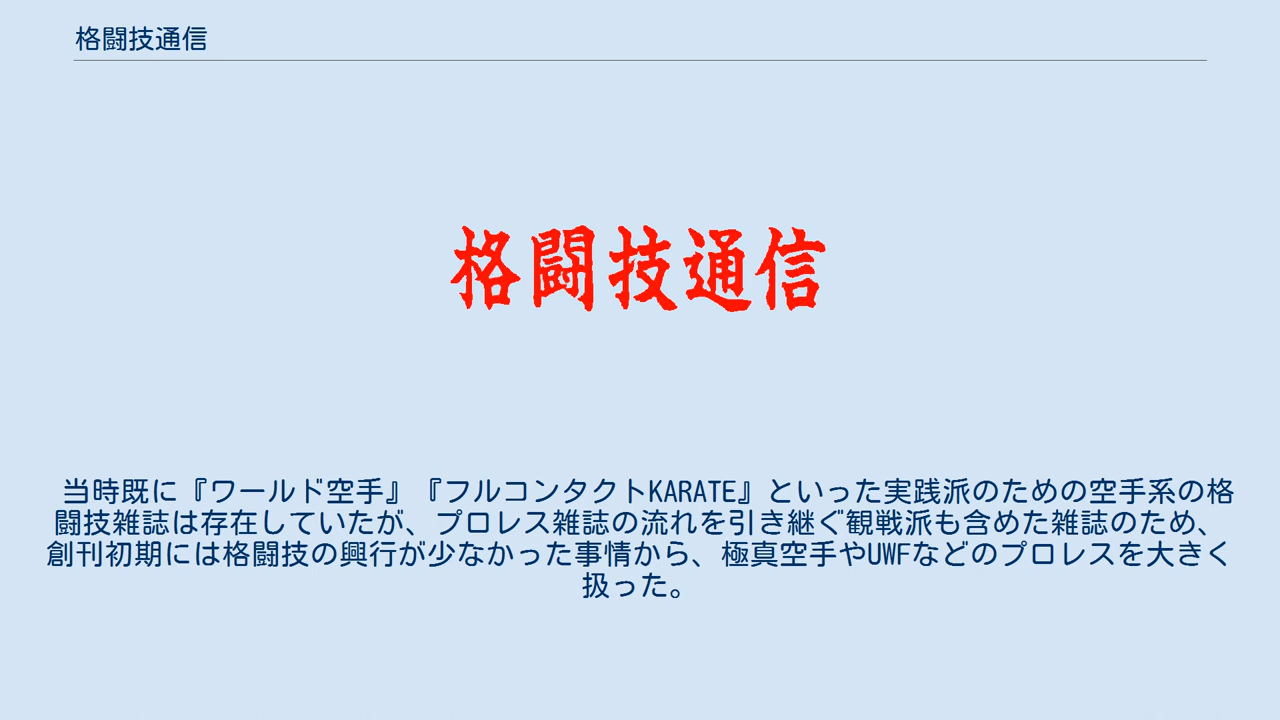 格闘技通信
格闘技通信
当時既に『ワールド空手』『フルコンタクトKARATE』といった実践派のための空手系の格
闘技雑誌は存在していたが、プロレス雑誌の流れを引き継ぐ観戦派も含めた雑誌のため、
創刊初期には格闘技の興行が少なかった事情から、極真空手やUWFなどのプロレスを大きく
扱った。